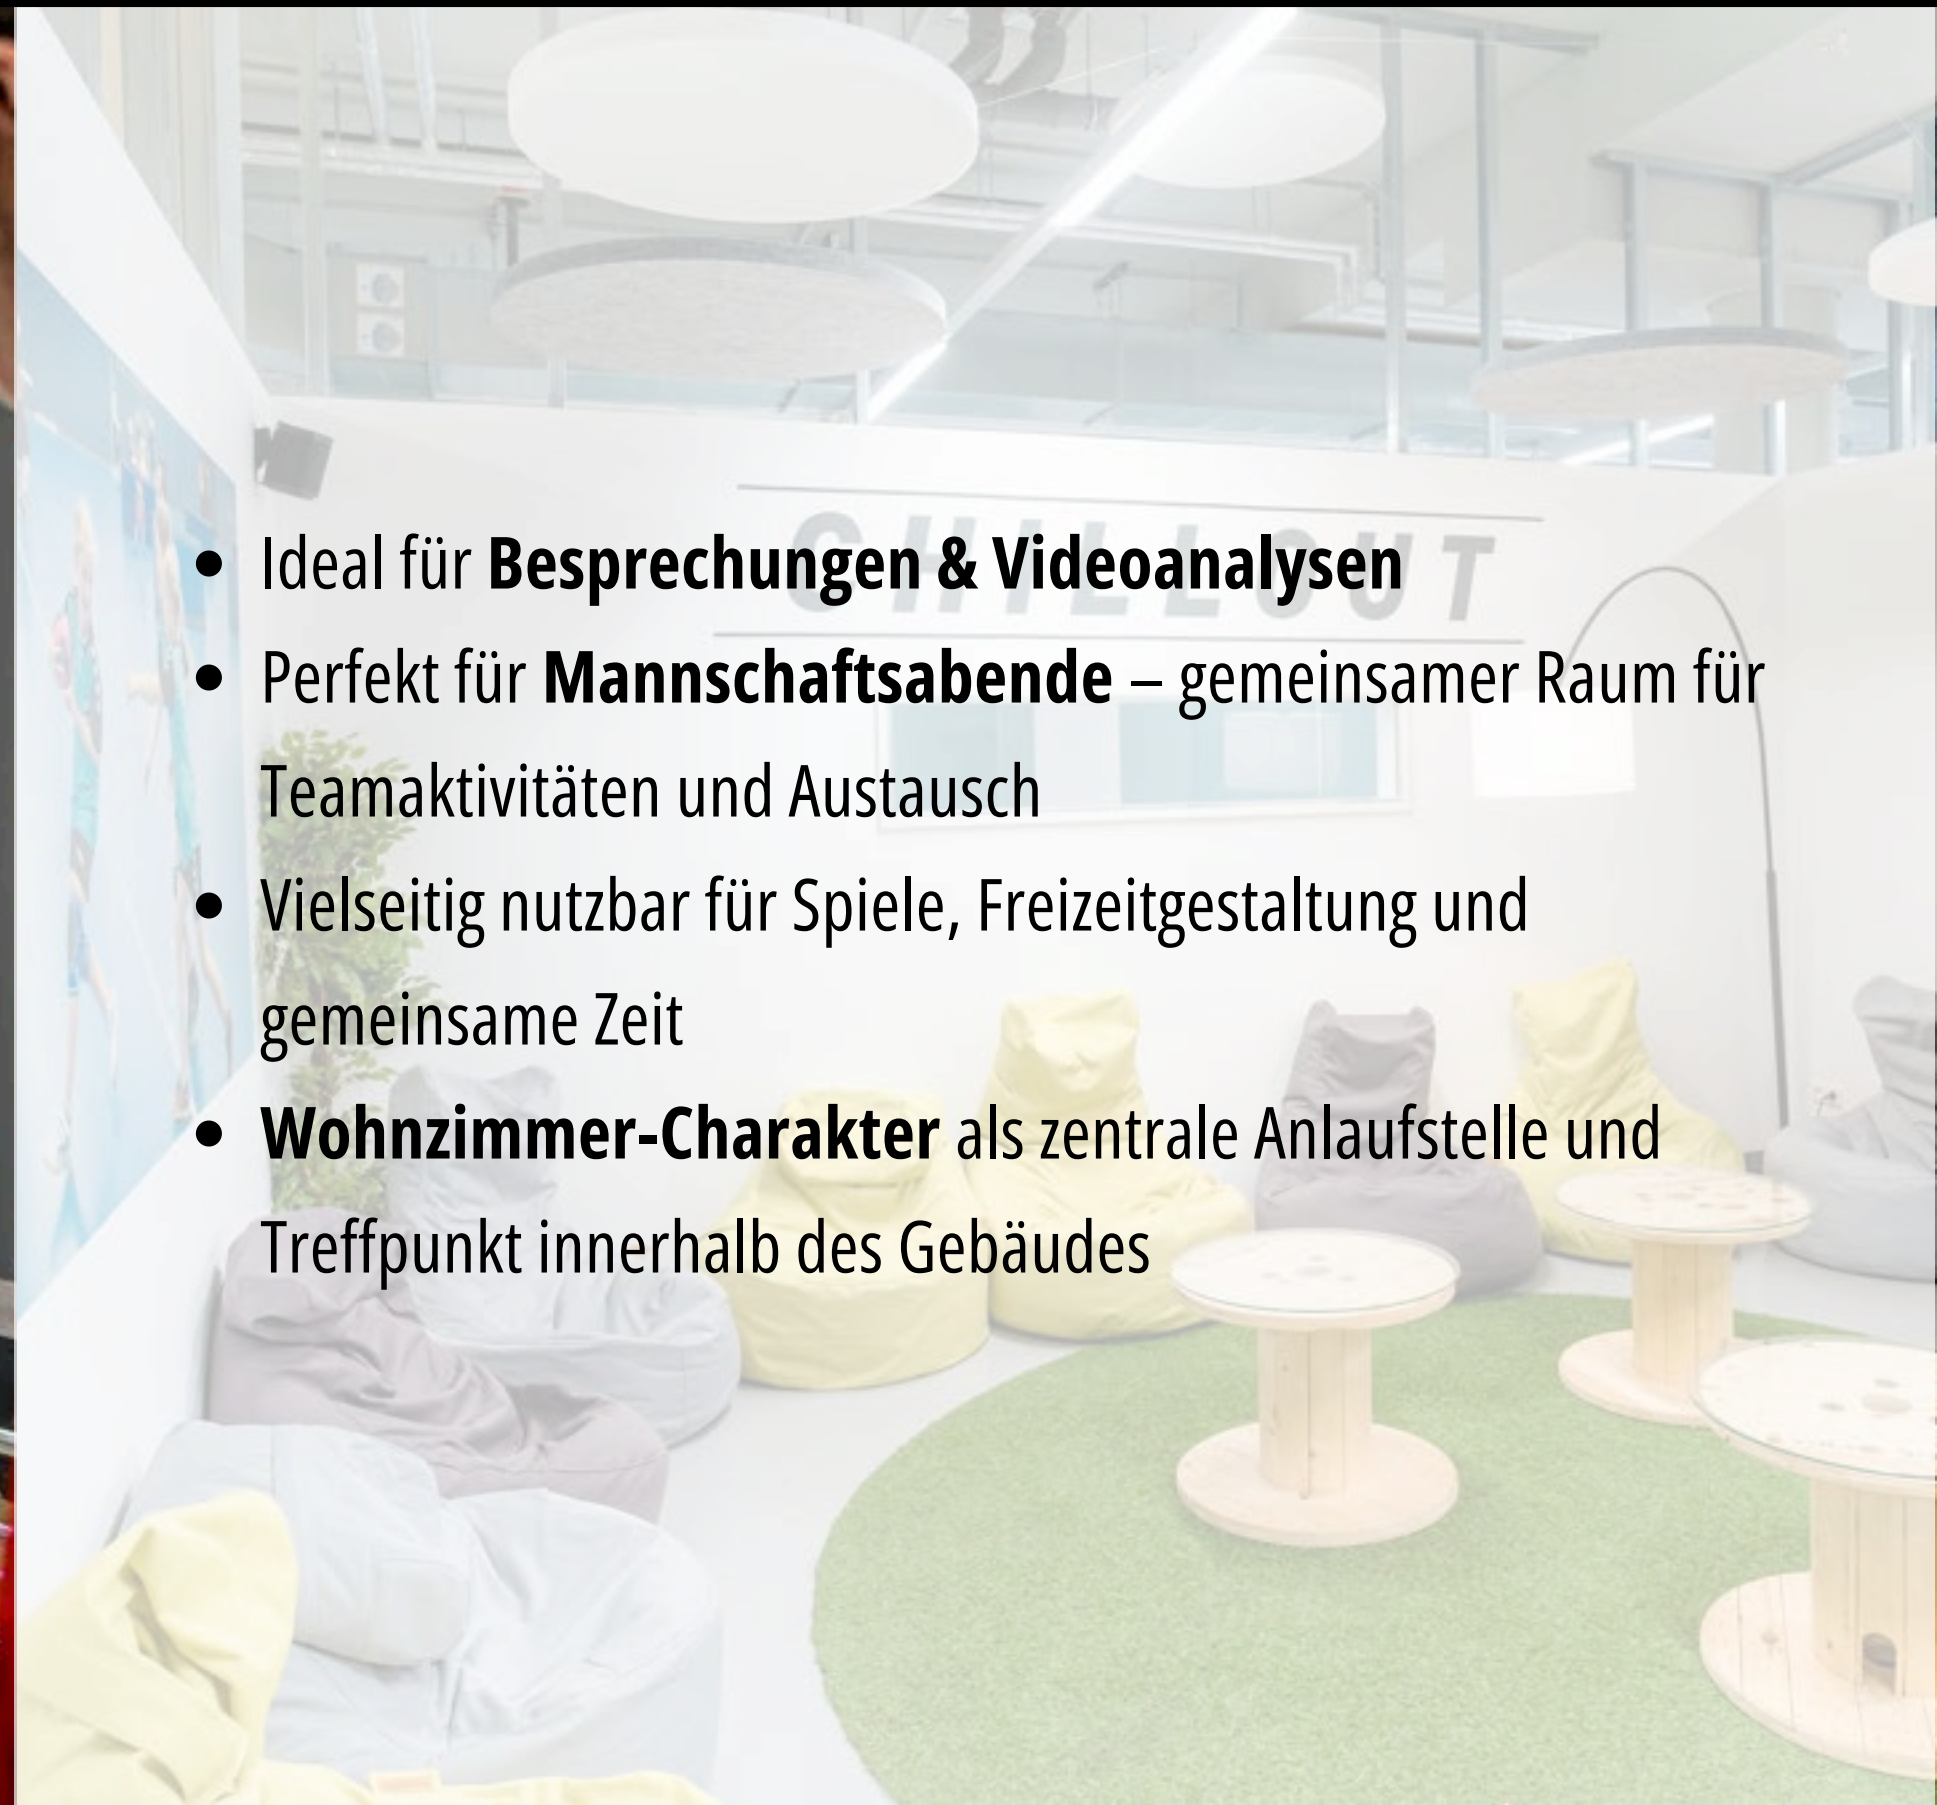 CHILLOUT
• Ideal für Besprechungen & Videoanalysen
• Perfekt für Mannschaftsabende – gemeinsamer Raum für
Teamaktivitäten und Austausch
• Vielseitig nutzbar für Spiele, Freizeitgestaltung und
gemeinsame Zeit
• Wohnzimmer-Charakter als zentrale Anlaufstelle und
Treffpunkt innerhalb des Gebäudes